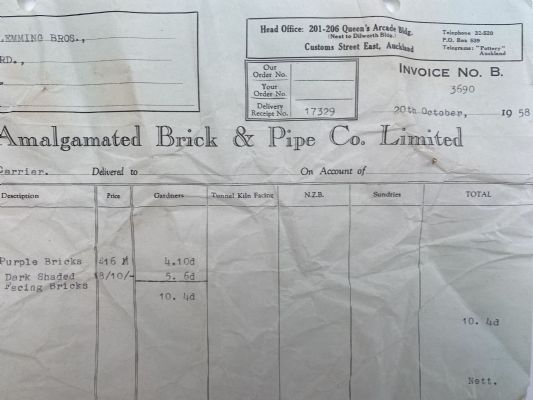 LEMMING BROS.,
RD.,
Head Office: 201-206 Queen's Arcade Bldg.
(Next to Dilworth Bldg.)
Customs Street East, Auckland
Telephone 32-520
P.O. Box 539
Telegrams: "Pottery"
Auckland
Our
Order No.
Your
Order No.
Delivery
Receipt No. 17329
INVOICE No. B.
3690
20th October, 1958
Amalgamated Brick & Pipe Co. Limited
Carrier. Delivered to On Account of
Description Price Gardners Tunnel Kiln Facing N.Z.B. Sundries TOTAL
Purple Bricks £16 M 4.10d
Dark Shaded 8/10/- 5. 6d
Facing Bricks
10. 4d
10. 4d
Nett.